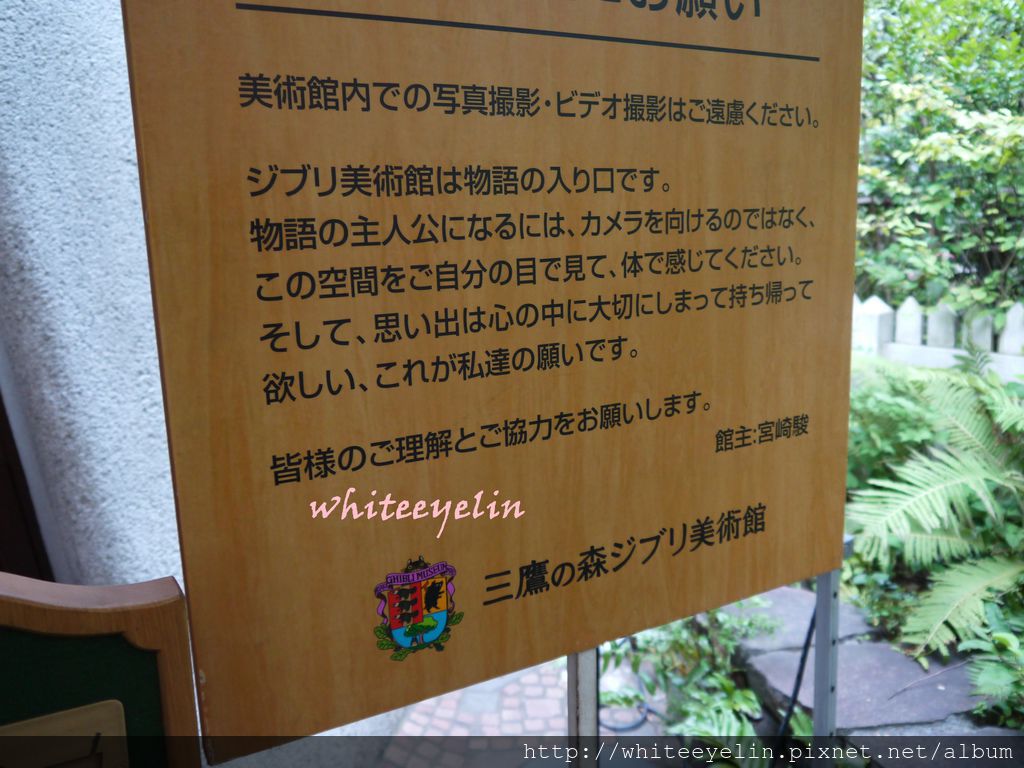 お願い
美術館内での写真撮影・ビデオ撮影はご遠慮ください。
ジブリ美術館は物語の入り口です。
物語の主人公になるには、カメラを向けるのではなく、
この空間をご自分の目で見て、体で感じてください。
そして、思い出は心の中に大切にしまって持ち帰って
欲しい、これが私達の願いです。
皆様のご理解とご協力をお願いします。
館主:宮崎駿
whiteeyelin
GHIBLI MUSEUM
三鷹の森ジブリ美術館
http://whiteeyelin.pixnet.net/album